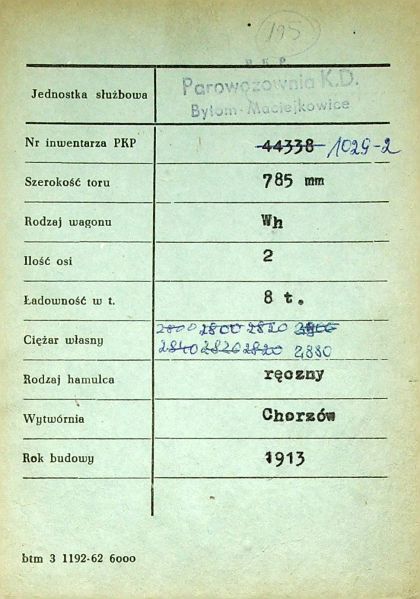 195
P.K.P.
Jednostka służbowa Parowozownia K.D.
Bytom-Maciejkowice
Nr inwentarza PKP 44338 1029-2
Szerokość toru 785 mm
Rodzaj wagonu Wh
Ilość osi 2
Ładowność w t. 8 t.
2800 2800 2820
Ciężar własny
2840 2820 2820 2880
Rodzaj hamulca ręczny
Wytwórnia Chorzów
Rok budowy 1913
btm 3 1192-62 6000